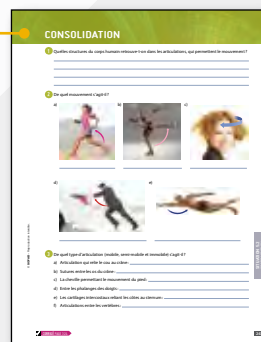 CONSOLIDATION
1 Quelles structures du corps humain retrouve-t-on dans les articulations, qui permettent le mouvement?
2 De quel mouvement s'agit-il?
a) b) c)
d) e)
3 De quel type d'articulation (mobile, semi-mobile et immobile) s'agit-il?
a) Articulation qui relie le cou au crâne:
b) Sutures entre les os du crâne:
c) La cheville permettant le mouvement du pied:
d) Entre les phalanges des doigts:
e) Les cartilages intercostaux reliant les côtes au sternum:
f) Articulations entre les vertèbres: